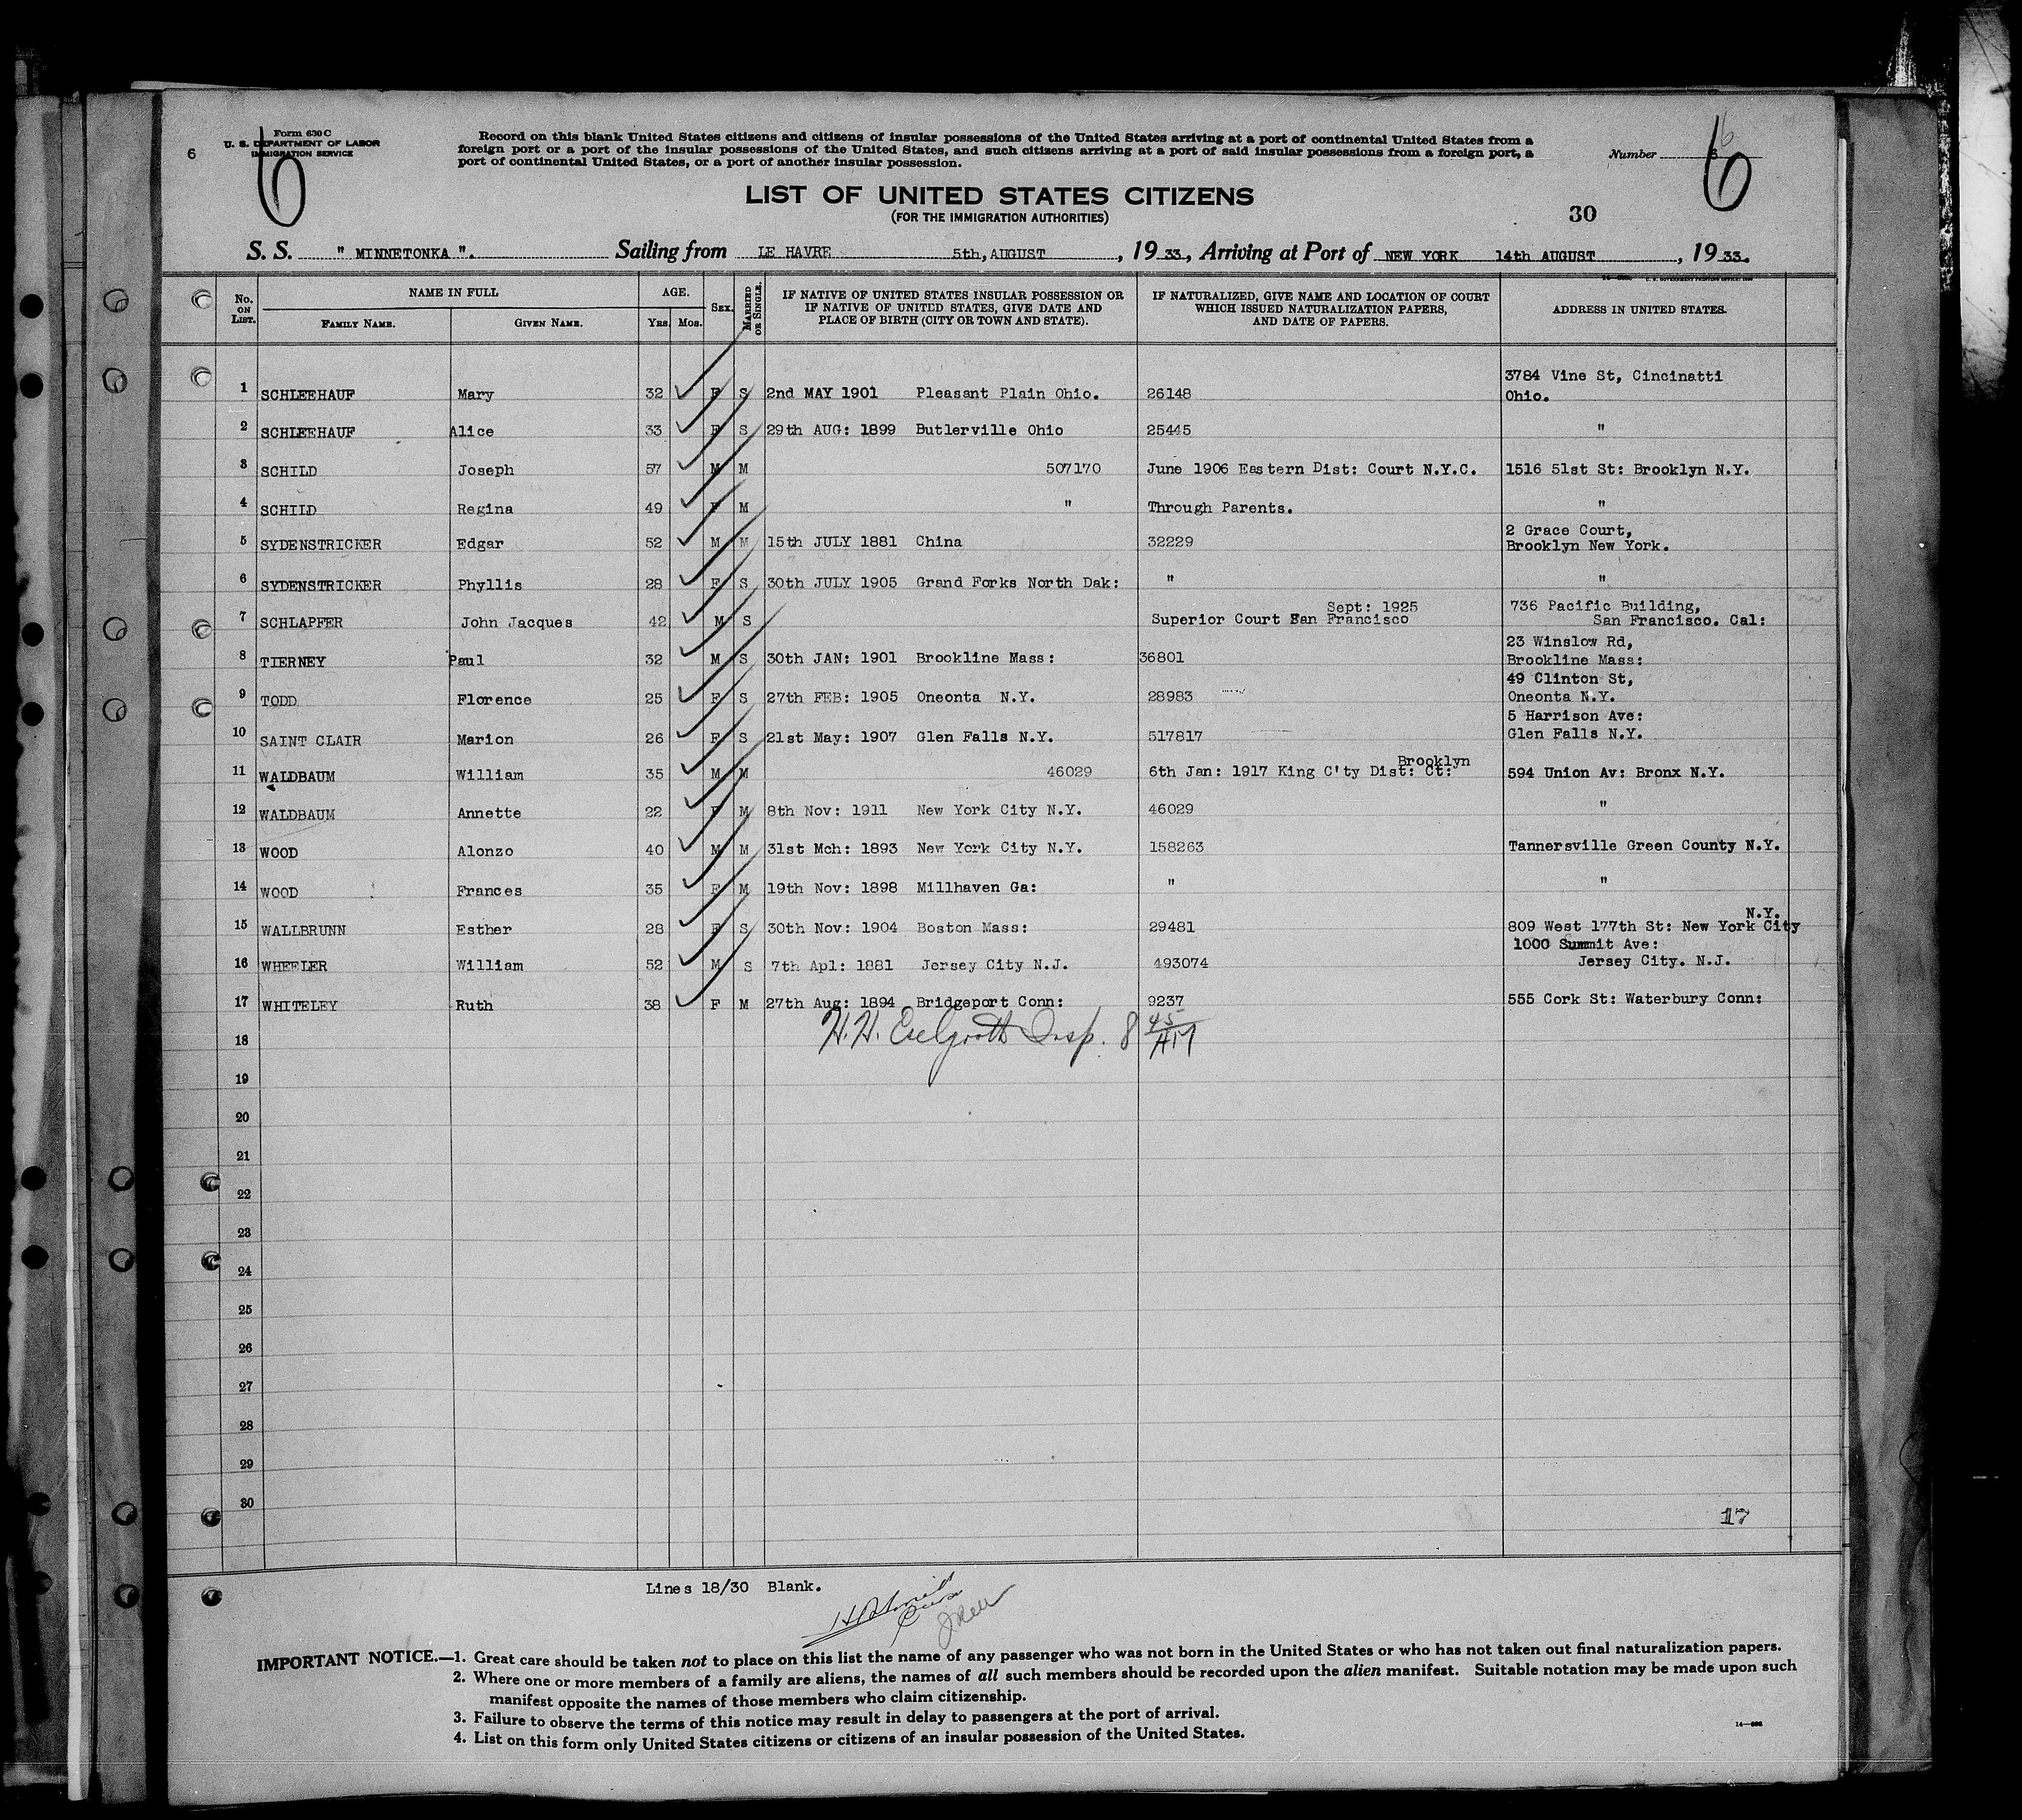 6
Form 630 C
U. S. DEPARTMENT OF LABOR
IMMIGRATION SERVICE
6
Record on this blank United States citizens and citizens of insular possessions of the United States arriving at a port of continental United States from a
foreign port or a port of the insular possessions of the United States, and such citizens arriving at a port of said insular possessions from a foreign port, a
port of continental United States, or a port of another insular possession.
Number 6
6
LIST OF UNITED STATES CITIZENS
(FOR THE IMMIGRATION AUTHORITIES)
30
S. S. " MINNETONKA ". Sailing from LE HAVRE 5th, AUGUST, 19 33, Arriving at Port of NEW YORK 14th AUGUST, 19 33.
No. ON LIST. NAME IN FULL FAMILY NAME. GIVEN NAME. AGE. YRS. MOS. SEX. MARRIED OR SINGLE. IF NATIVE OF UNITED STATES INSULAR POSSESSION OR IF NATIVE OF UNITED STATES, GIVE DATE AND PLACE OF BIRTH (CITY OR TOWN AND STATE). IF NATURALIZED, GIVE NAME AND LOCATION OF COURT WHICH ISSUED NATURALIZATION PAPERS, AND DATE OF PAPERS. ADDRESS IN UNITED STATES.
3784 Vine St, Cincinatti
1 SCHLEEHAUF Mary 32 F S 2nd MAY 1901 Pleasant Plain Ohio. 26148 Ohio.
2 SCHLEEHAUF Alice 33 F S 29th AUG: 1899 Butlerville Ohio 25445 "
3 SCHILD Joseph 57 M M 507170 June 1906 Eastern Dist: Court N.Y.C. 1516 51st St: Brooklyn N.Y.
4 SCHILD Regina 49 F M " Through Parents. "
2 Grace Court,
5 SYDENSTRICKER Edgar 52 M M 15th JULY 1881 China 32229 Brooklyn New York.
6 SYDENSTRICKER Phyllis 28 F S 30th JULY 1905 Grand Forks North Dak: " "
Sept: 1925 736 Pacific Building,
7 SCHLAPFER John Jacques 42 M S Superior Court San Francisco San Francisco. Cal:
23 Winslow Rd,
8 TIERNEY Paul 32 M S 30th JAN: 1901 Brookline Mass: 36801 Brookline Mass:
49 Clinton St,
9 TODD Florence 25 F S 27th FEB: 1905 Oneonta N.Y. 28983 Oneonta N.Y.
5 Harrison Ave:
10 SAINT CLAIR Marion 26 F S 21st May: 1907 Glen Falls N.Y. 517817 Glen Falls N.Y.
Brooklyn
11 WALDBAUM William 35 M M 46029 6th Jan: 1917 King C'ty Dist: Ct: 594 Union Av: Bronx N.Y.
12 WALDBAUM Annette 22 F M 8th Nov: 1911 New York City N.Y. 46029 "
13 WOOD Alonzo 40 M M 31st Mch: 1893 New York City N.Y. 158263 Tannersville Green County N.Y.
14 WOOD Frances 35 F M 19th Nov: 1898 Millhaven Ga: " "
N.Y.
15 WALLBRUNN Esther 28 F S 30th Nov: 1904 Boston Mass: 29481 809 West 177th St: New York City
1000 Summit Ave:
16 WHEELER William 52 M S 7th Apl: 1881 Jersey City N.J. 493074 Jersey City. N.J.
17 WHITELEY Ruth 38 F M 27th Aug: 1894 Bridgeport Conn: 9237 555 Cork St: Waterbury Conn:
18 H.H. Insp. 8 45 AM
19
20
21
22
23
24
25
26
27
28
29
30
17
Lines 18/30 Blank.
IMPORTANT NOTICE.—1. Great care should be taken not to place on this list the name of any passenger who was not born in the United States or who has not taken out final naturalization papers.
2. Where one or more members of a family are aliens, the names of all such members should be recorded upon the alien manifest. Suitable notation may be made upon such
manifest opposite the names of those members who claim citizenship.
3. Failure to observe the terms of this notice may result in delay to passengers at the port of arrival.
4. List on this form only United States citizens or citizens of an insular possession of the United States.